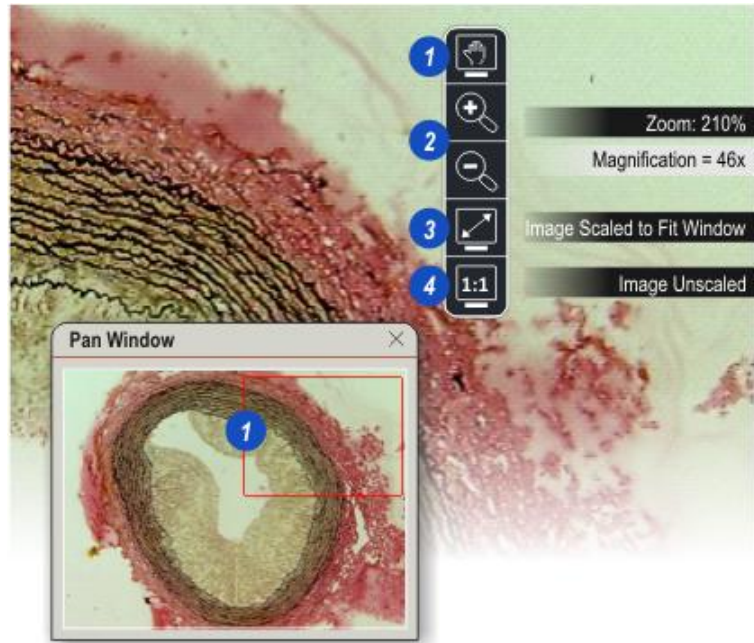 1
2
Zoom: 210%
Magnification = 46x
3
Image Scaled to Fit Window
4
1:1
Image Unscaled
Pan Window
1